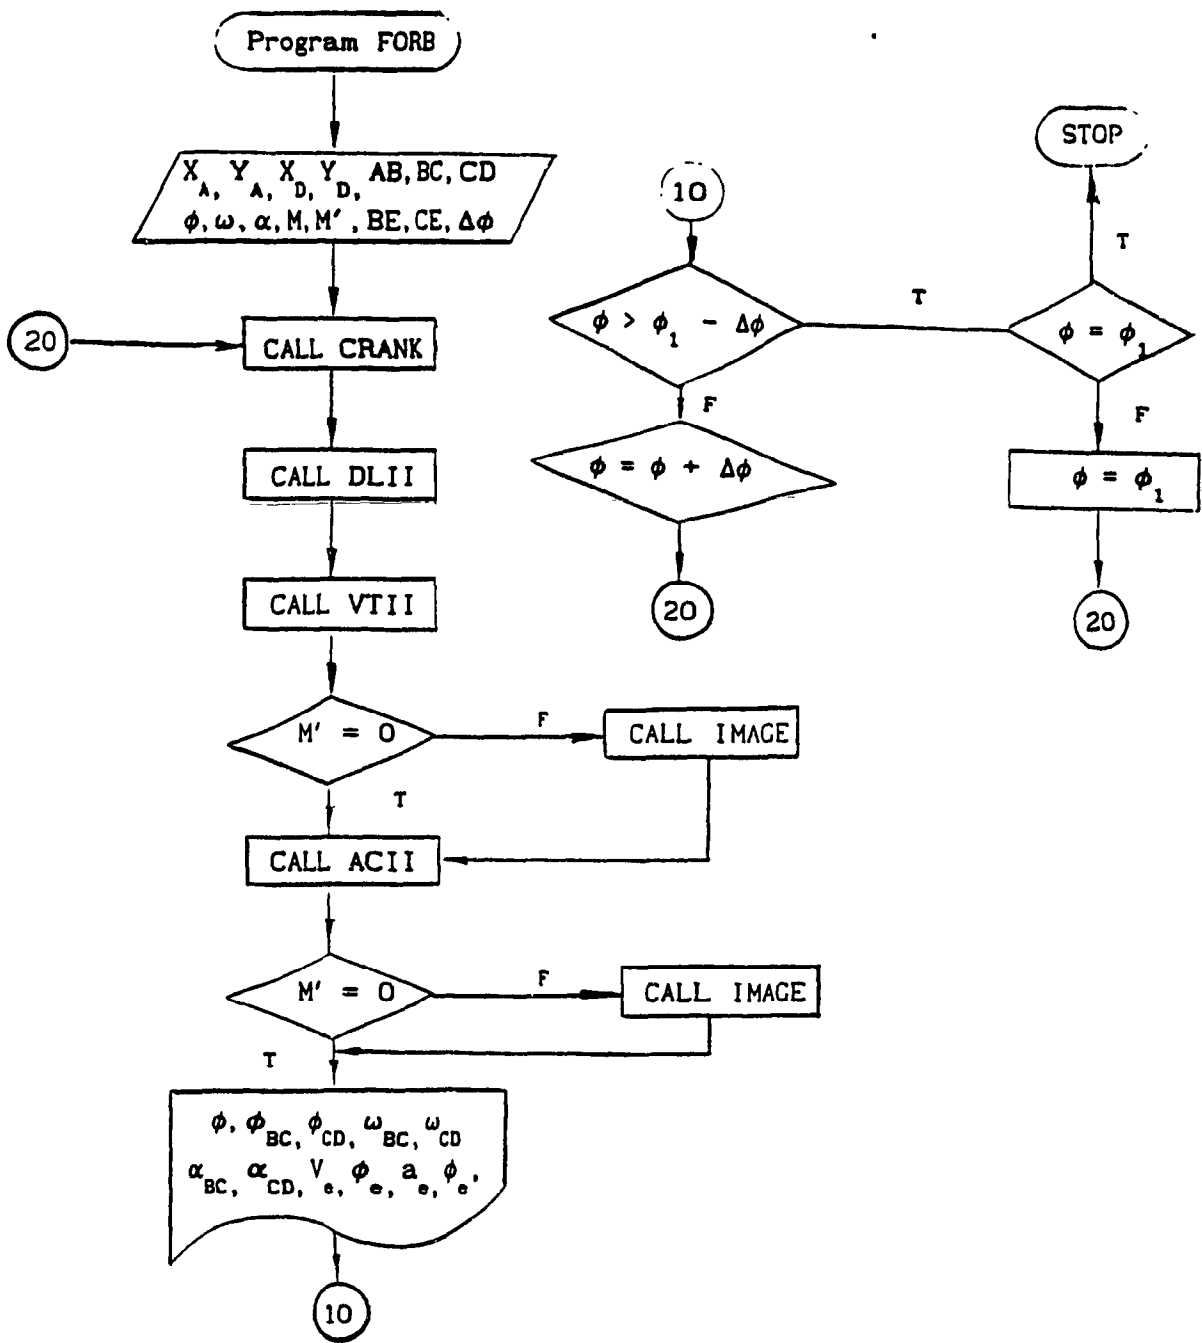 Program FORB
X_A, Y_A, X_D, Y_D, AB, BC, CD
ϕ, ω, α, M, M′, BE, CE, Δϕ
20
CALL CRANK
CALL DLII
CALL VTII
M′ = 0
F
CALL IMAGE
T
CALL ACII
M′ = 0
F
CALL IMAGE
T
ϕ, ϕ_BC, ϕ_CD, ω_BC, ω_CD
α_BC, α_CD, V_e, ϕ_e, a_e, ϕ_e′
10
10
ϕ > ϕ_1 - Δϕ
T
F
ϕ = ϕ + Δϕ
20
STOP
T
ϕ = ϕ_1
F
ϕ = ϕ_1
20